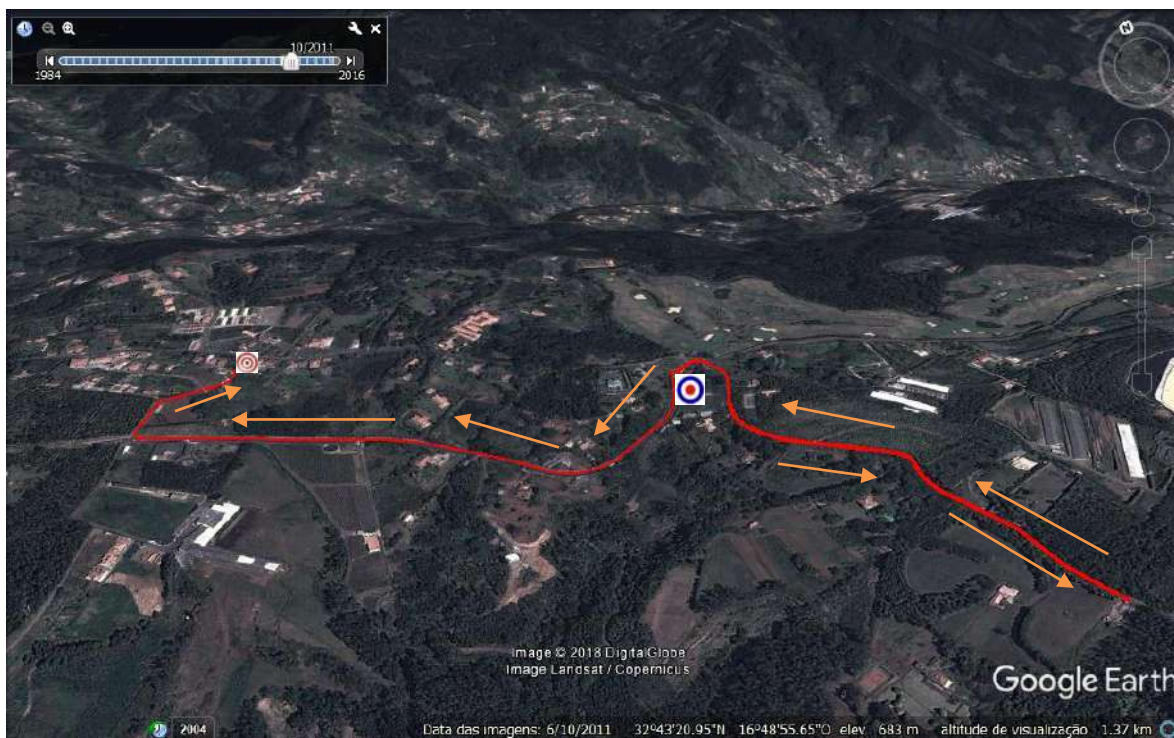 10/2011
1984
2016
N
Image © 2018 DigitalGlobe
Image Landsat / Copernicus
Google Earth
2004
Data das imagens: 6/10/2011 32°43'20.95"N 16°48'55.65"O elev 683 m altitude de visualização 1.37 km